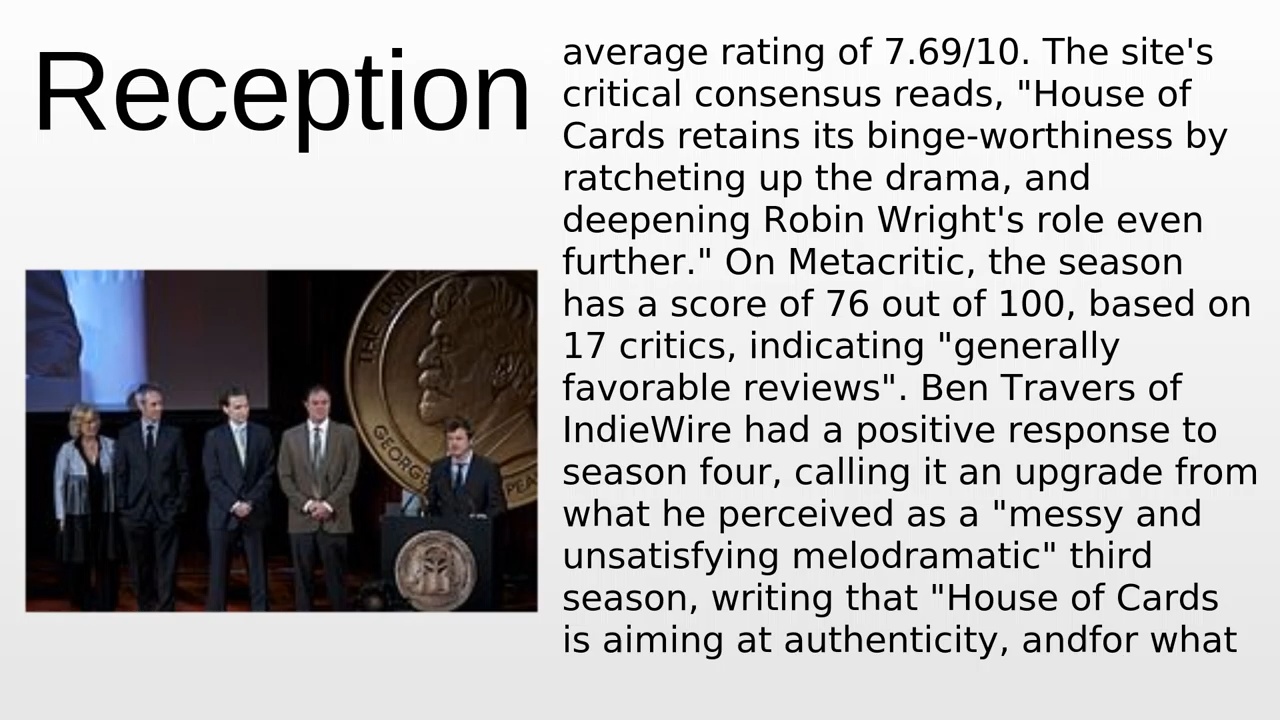 Reception
average rating of 7.69/10. The site's
critical consensus reads, "House of
Cards retains its binge-worthiness by
ratcheting up the drama, and
deepening Robin Wright's role even
further." On Metacritic, the season
has a score of 76 out of 100, based on
17 critics, indicating "generally
favorable reviews". Ben Travers of
IndieWire had a positive response to
season four, calling it an upgrade from
what he perceived as a "messy and
unsatisfying melodramatic" third
season, writing that "House of Cards
is aiming at authenticity, andfor what
THE UNIV
GEORG
PEA